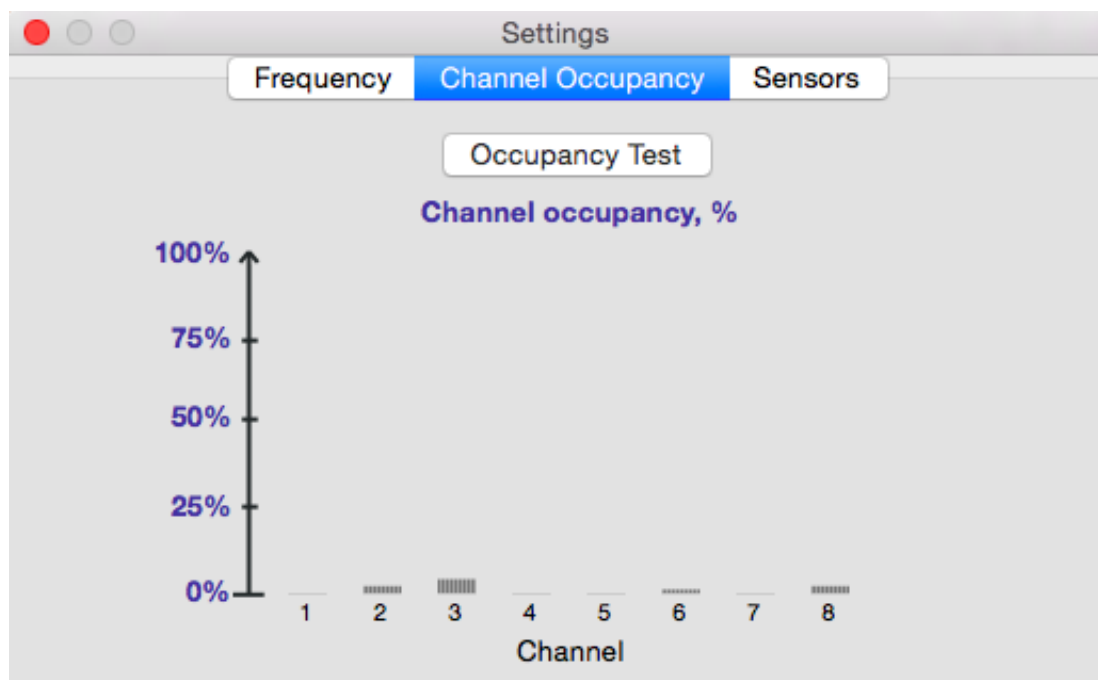 Settings
Frequency Channel Occupancy Sensors
Occupancy Test
Channel occupancy, %
100%
75%
50%
25%
0%
1 2 3 4 5 6 7 8
Channel